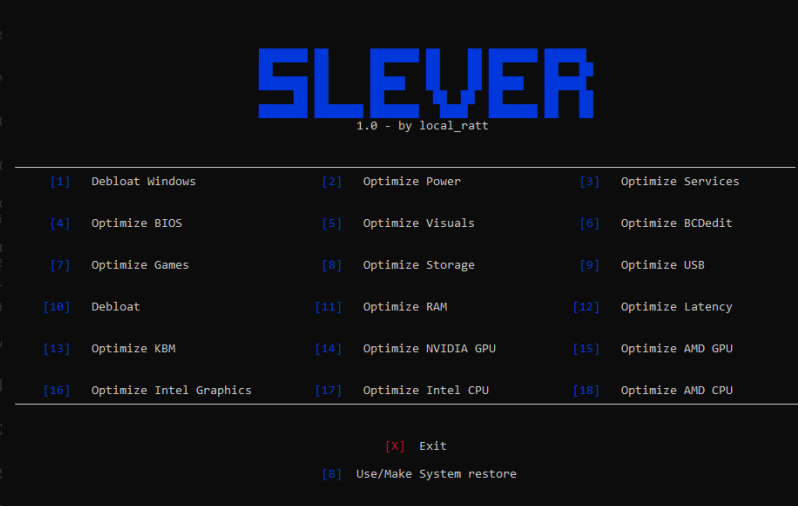 SLEVER
1.0 - by local_ratt
[1] Debloat Windows [2] Optimize Power [3] Optimize Services
[4] Optimize BIOS [5] Optimize Visuals [6] Optimize BCDedit
[7] Optimize Games [8] Optimize Storage [9] Optimize USB
[10] Debloat [11] Optimize RAM [12] Optimize Latency
[13] Optimize KBM [14] Optimize NVIDIA GPU [15] Optimize AMD GPU
[16] Optimize Intel Graphics [17] Optimize Intel CPU [18] Optimize AMD CPU
[X] Exit
[B] Use/Make System restore